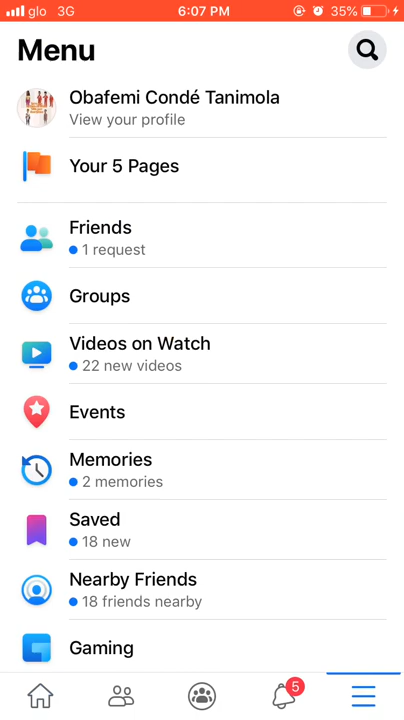 glo 3G 6:07 PM 35%
Menu
Obafemi Condé Tanimola
View your profile
Your 5 Pages
Friends
1 request
Groups
Videos on Watch
22 new videos
Events
Memories
2 memories
Saved
18 new
Nearby Friends
18 friends nearby
Gaming
5